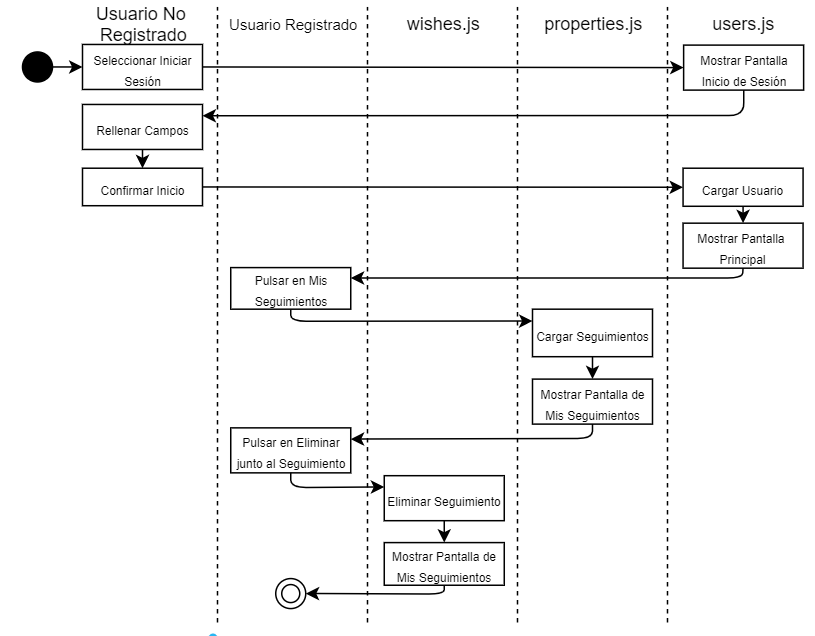 Usuario No
Registrado
Usuario Registrado
wishes.js
properties.js
users.js
Seleccionar Iniciar
Sesión
Mostrar Pantalla
Inicio de Sesión
Rellenar Campos
Confirmar Inicio
Cargar Usuario
Mostrar Pantalla
Principal
Pulsar en Mis
Seguimientos
Cargar Seguimientos
Mostrar Pantalla de
Mis Seguimientos
Pulsar en Eliminar
junto al Seguimiento
Eliminar Seguimiento
Mostrar Pantalla de
Mis Seguimientos